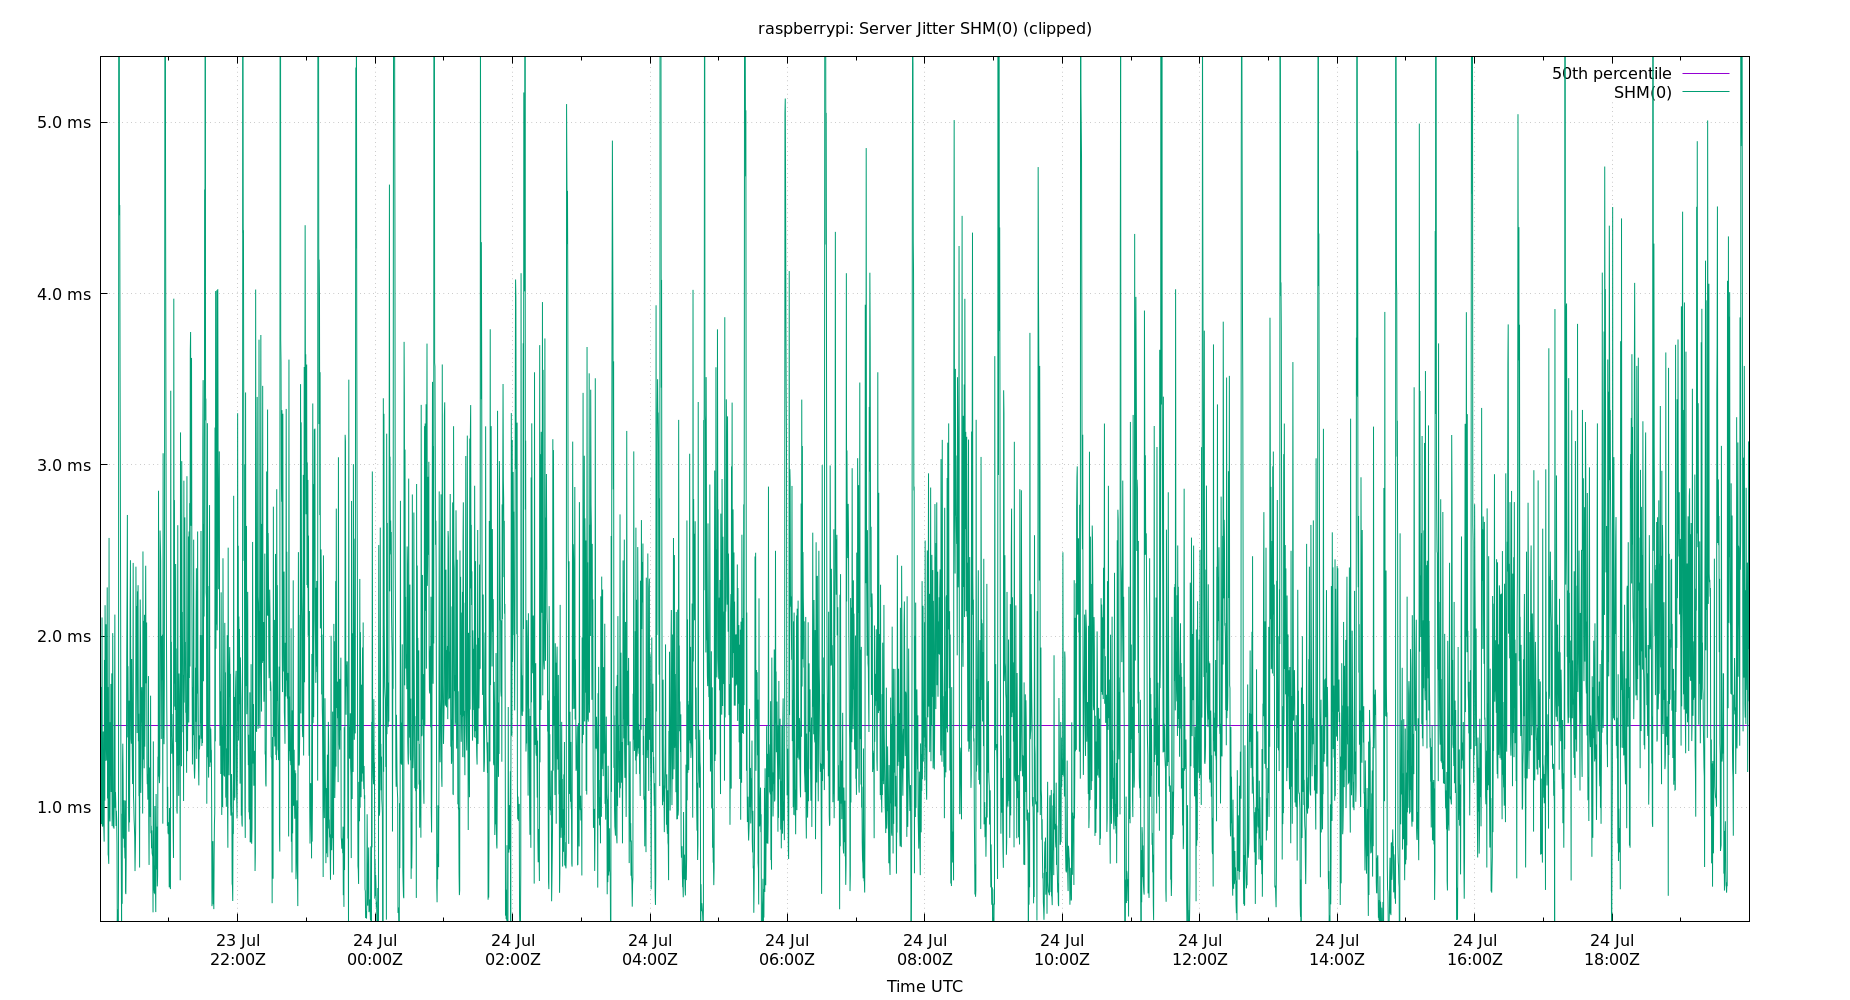 raspberrypi: Server Jitter SHM(0) (clipped)
50th percentile
SHM(0)
5.0 ms
4.0 ms
3.0 ms
2.0 ms
1.0 ms
23 Jul 24 Jul 24 Jul 24 Jul 24 Jul 24 Jul 24 Jul 24 Jul 24 Jul 24 Jul 24 Jul
22:00Z 00:00Z 02:00Z 04:00Z 06:00Z 08:00Z 10:00Z 12:00Z 14:00Z 16:00Z 18:00Z
Time UTC